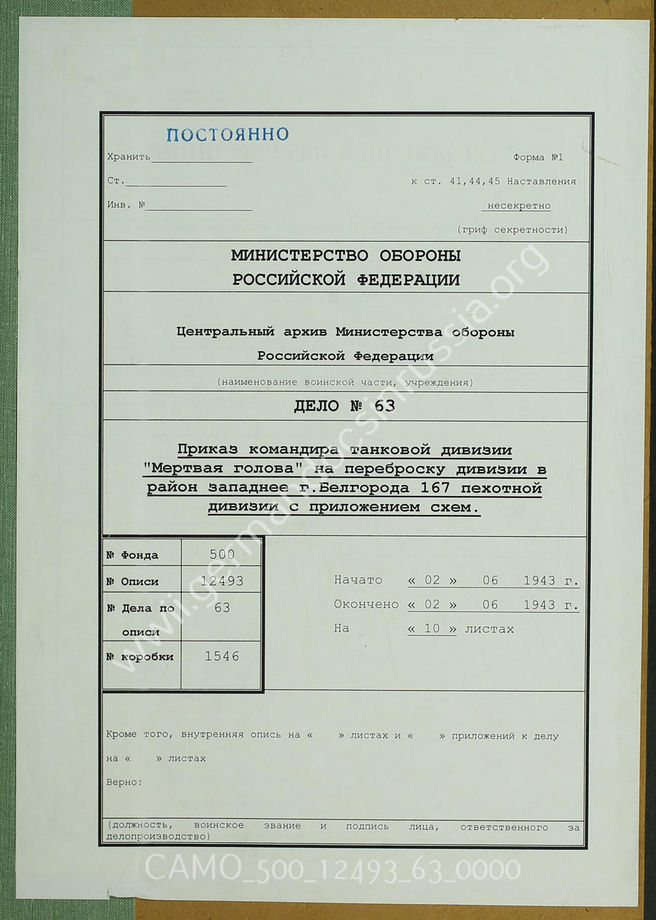 ПОСТОЯННО
Хранить
Форма №1
Ст.
к ст. 41,44,45 Наставления
Инв. №
несекретно
(гриф секретности)
МИНИСТЕРСТВО ОБОРОНЫ
РОССИЙСКОЙ ФЕДЕРАЦИИ
Центральный архив Министерства обороны
Российской Федерации
(наименование воинской части, учреждения)
ДЕЛО № 63
Приказ командира танковой дивизии
"Мертвая голова" на переброску дивизии в
район западнее г.Белгорода 167 пехотной
дивизии с приложением схем.
№ Фонда 500
№ Описи 12493
№ Дела по 63
описи
№ коробки 1546
Начато « 02 » 06 1943 г.
Окончено « 02 » 06 1943 г.
На « 10 » листах
Кроме того, внутренняя опись на « » листах и « » приложений к делу
на « » листах
Верно:
(должность, воинское звание и подпись лица, ответственного за
делопроизводство)
www.germandocsinrussia.org
CAMO_500_12493_63_0000